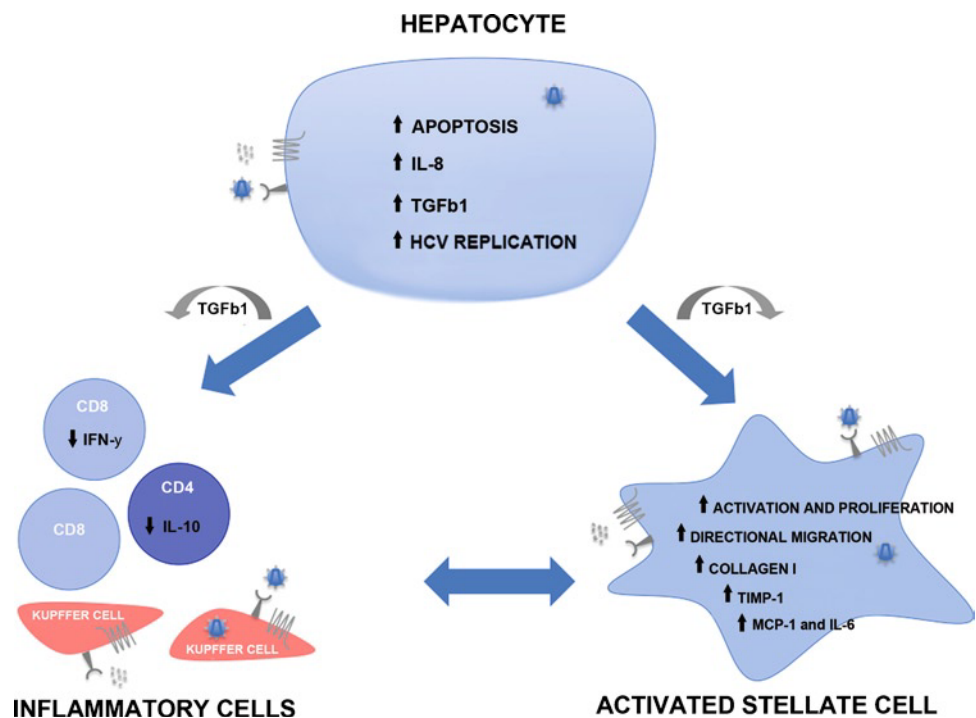 HEPATOCYTE
APOPTOSIS
IL-8
TGFb1
HCV REPLICATION
TGFb1
TGFb1
CD8
IFN-y
CD4
IL-10
CD8
KUPFFER CELL
KUPFFER CELL
ACTIVATION AND PROLIFERATION
DIRECTIONAL MIGRATION
COLLAGEN I
TIMP-1
MCP-1 and IL-6
INFLAMMATORY CELLS
ACTIVATED STELLATE CELL